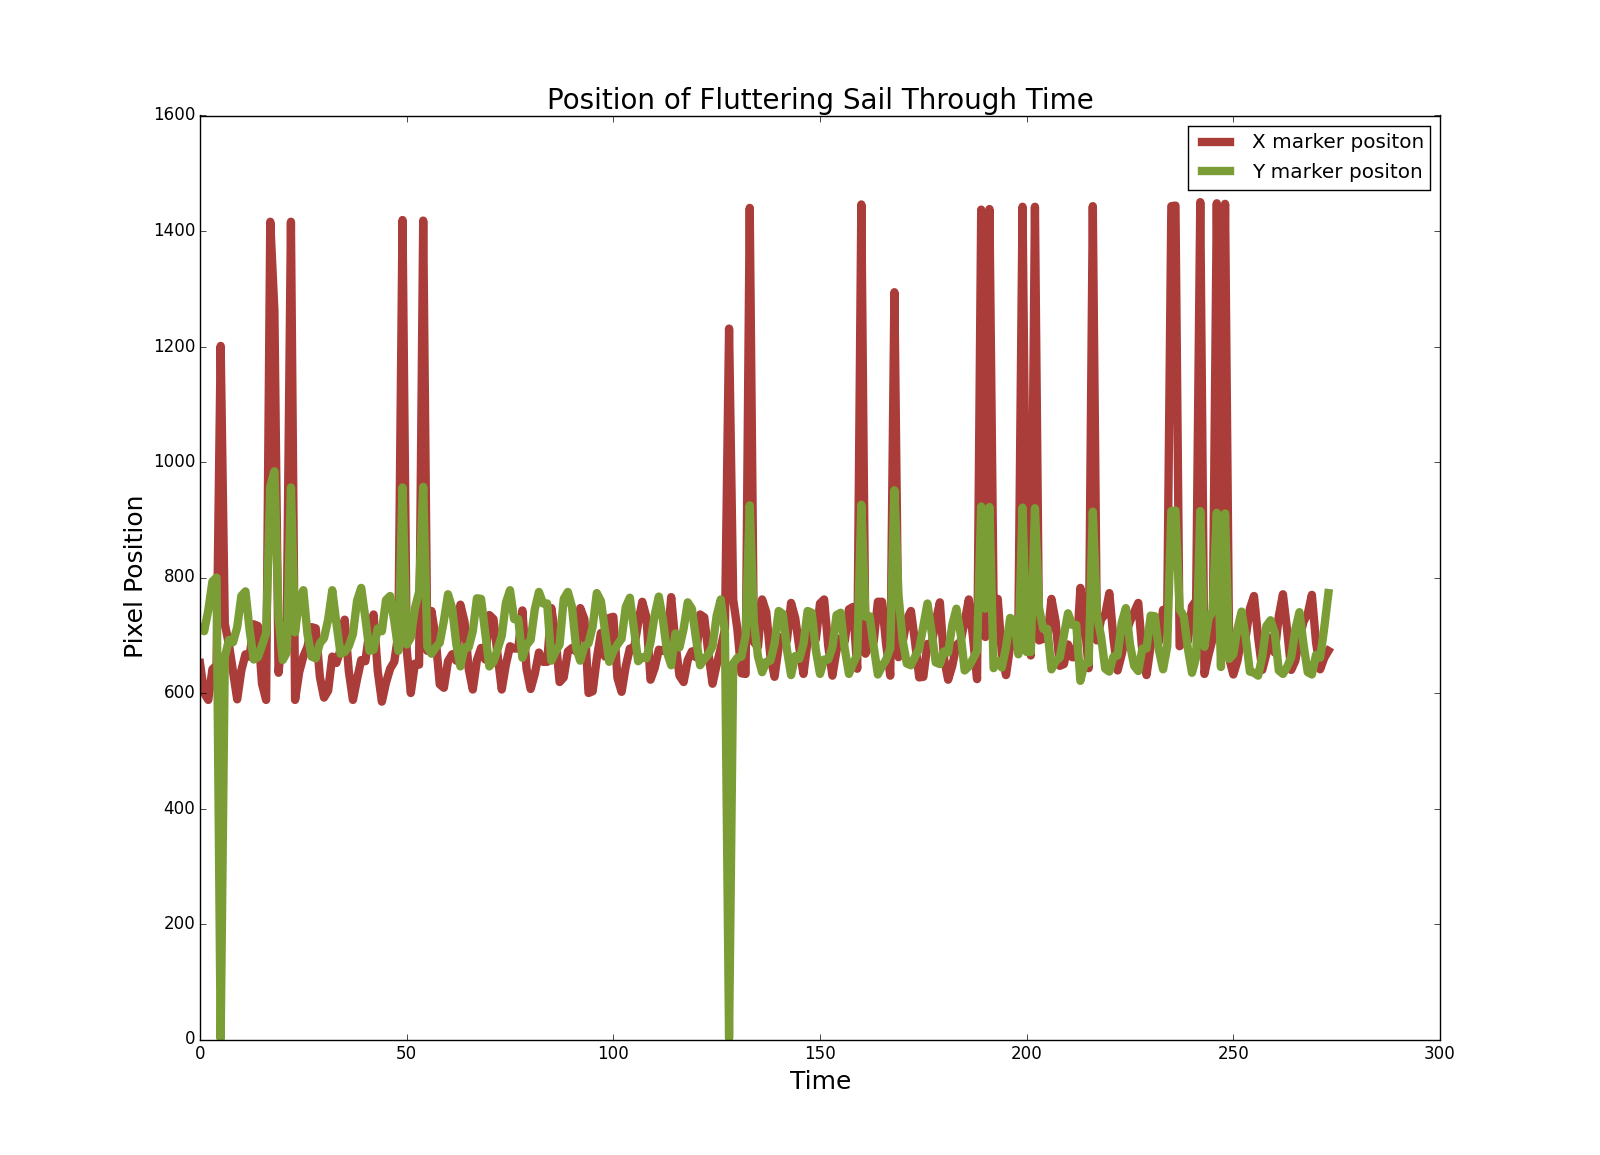 Position of Fluttering Sail Through Time
1600
1400
1200
1000
800
600
400
200
0
Pixel Position
X marker positon
Y marker positon
0 50 100 150 200 250 300
Time